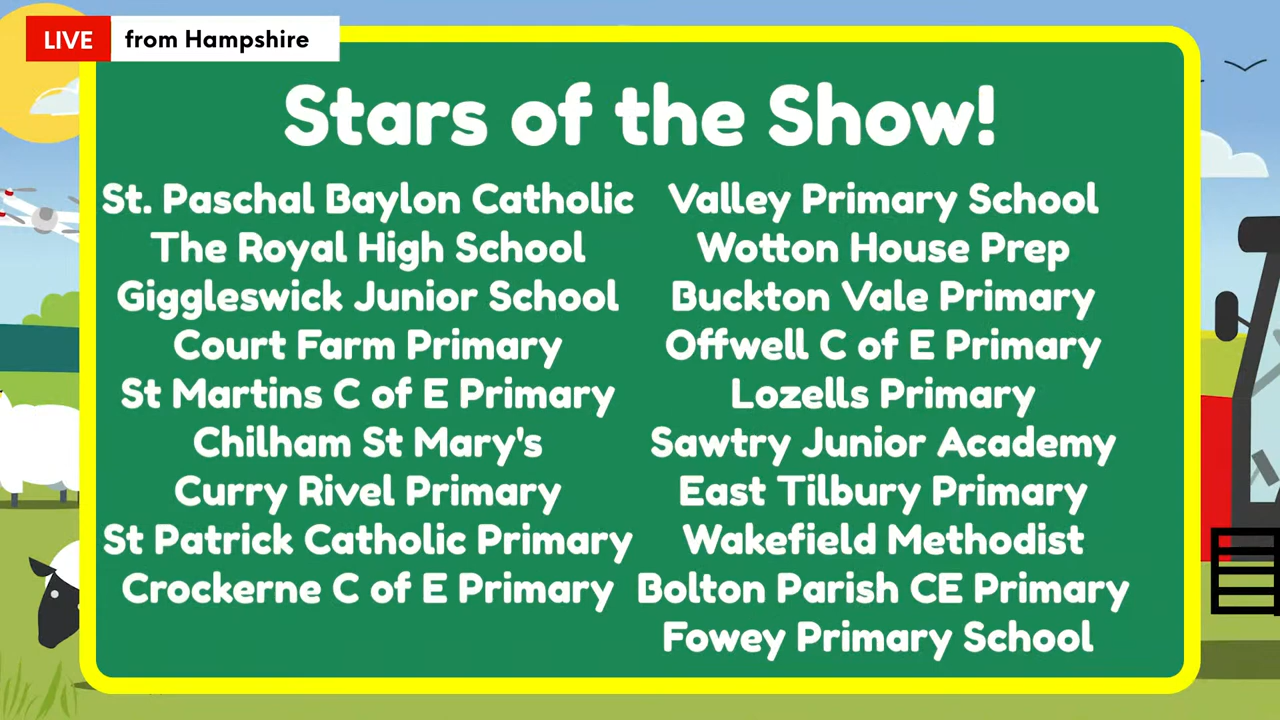 LIVE from Hampshire
Stars of the Show!
St. Paschal Baylon Catholic
The Royal High School
Giggleswick Junior School
Court Farm Primary
St Martins C of E Primary
Chilham St Mary's
Curry Rivel Primary
St Patrick Catholic Primary
Crockerne C of E Primary
Valley Primary School
Wotton House Prep
Buckton Vale Primary
Offwell C of E Primary
Lozells Primary
Sawtry Junior Academy
East Tilbury Primary
Wakefield Methodist
Bolton Parish CE Primary
Fowey Primary School